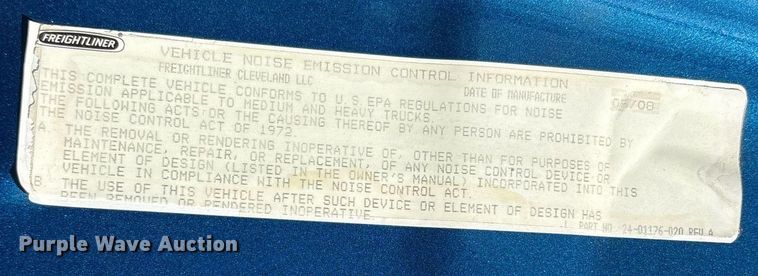 FREIGHTLINER
VEHICLE NOISE EMISSION CONTROL INFORMATION
FREIGHTLINER CLEVELAND LLC
DATE OF MANUFACTURE
THIS COMPLETE VEHICLE CONFORMS TO U.S.EPA REGULATIONS FOR NOISE
EMISSION APPLICABLE TO MEDIUM AND HEAVY TRUCKS.
THE FOLLOWING ACTS OR THE CAUSING THEREOF BY ANY PERSON ARE PROHIBITED BY
THE NOISE CONTROL ACT OF 1972.
A. THE REMOVAL OR RENDERING INOPERATIVE OF, OTHER THAN FOR PURPOSES OF
MAINTENANCE, REPAIR, OR REPLACEMENT, OF ANY NOISE CONTROL DEVICE OR
ELEMENT OF DESIGN (LISTED IN THE OWNER'S MANUAL) INCORPORATED INTO THIS
VEHICLE IN COMPLIANCE WITH THE NOISE CONTROL ACT.
B. THE USE OF THIS VEHICLE AFTER SUCH DEVICE OR ELEMENT OF DESIGN HAS
BEEN REMOVED OR RENDERED INOPERATIVE
PART NO. 24-01176-020 REV A
Purple Wave Auction